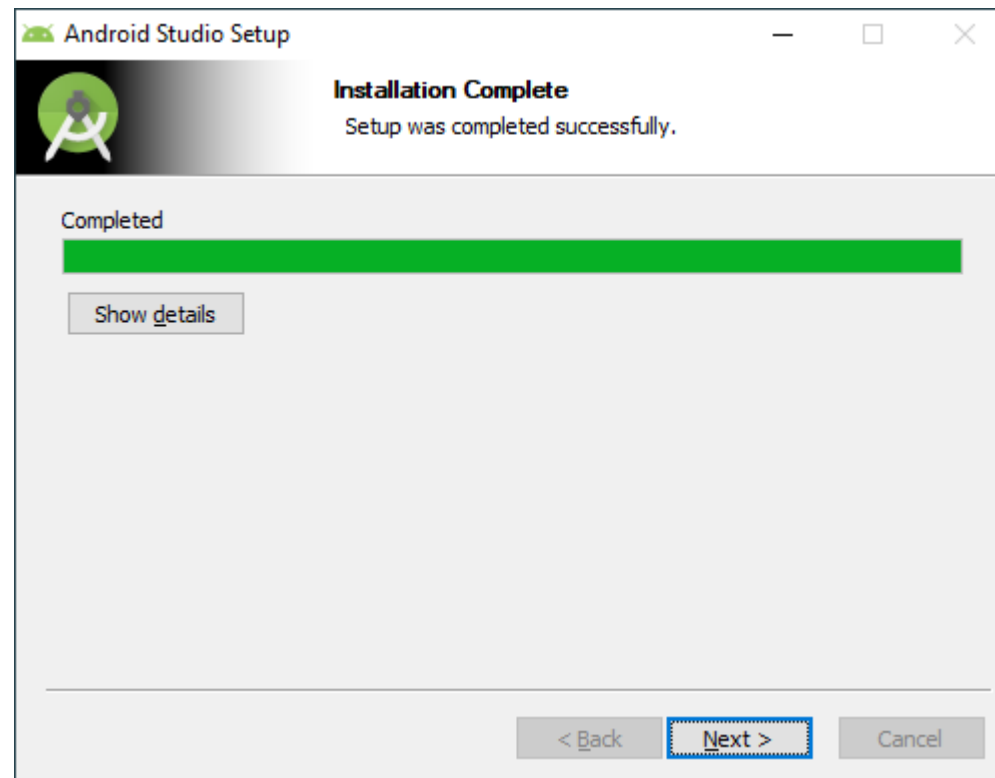 Android Studio Setup
Installation Complete
Setup was completed successfully.
Completed
Show details
< Back
Next >
Cancel